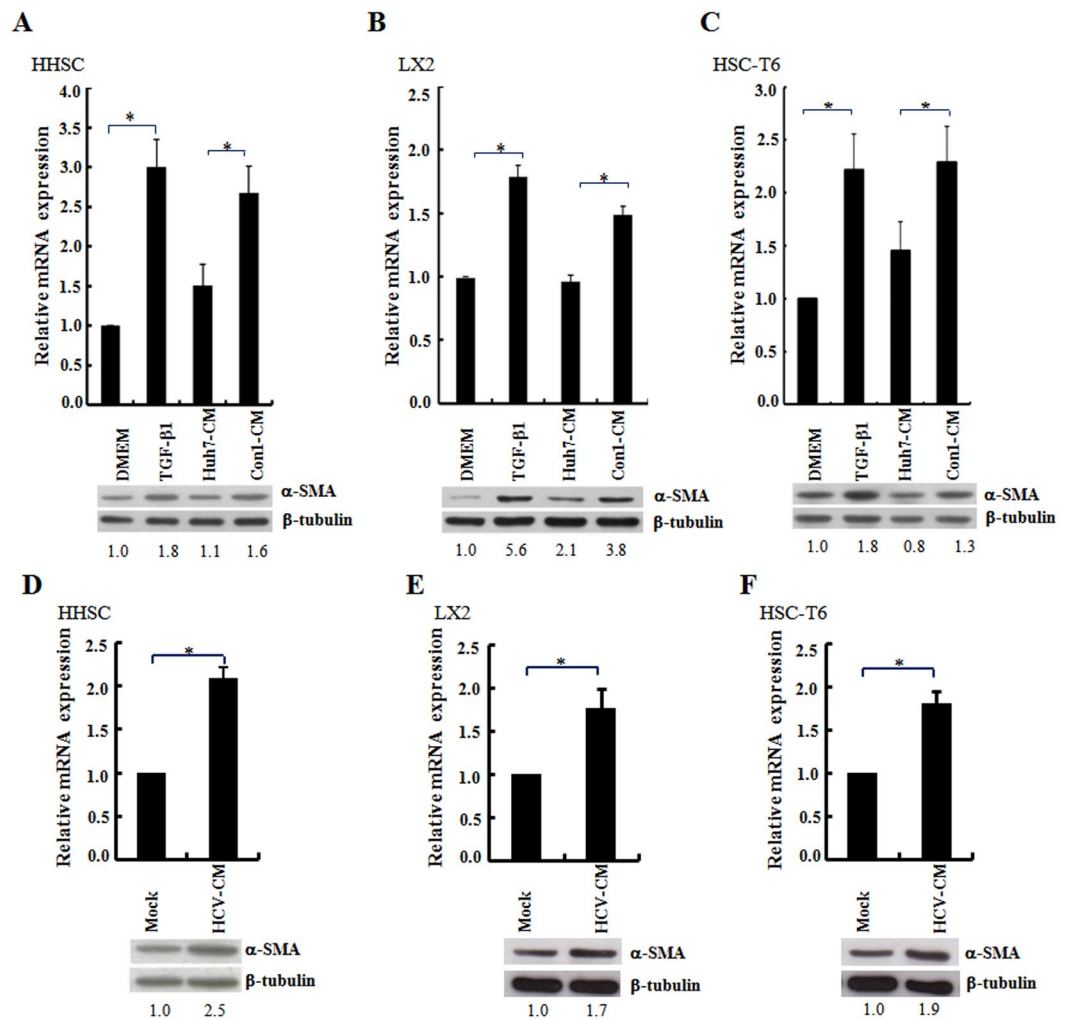 A
HHSC
Relative mRNA expression
4.0
3.5
3.0
2.5
2.0
1.5
1.0
0.5
0.0
*
*
DMEM
TGF-β1
Huh7-CM
Con1-CM
α-SMA
β-tubulin
1.0 1.8 1.1 1.6
B
LX2
Relative mRNA expression
2.5
2.0
1.5
1.0
0.5
0.0
*
*
DMEM
TGF-β1
Huh7-CM
Con1-CM
α-SMA
β-tubulin
1.0 5.6 2.1 3.8
C
HSC-T6
Relative mRNA expression
3.0
2.5
2.0
1.5
1.0
0.5
0.0
*
*
DMEM
TGF-β1
Huh7-CM
Con1-CM
α-SMA
β-tubulin
1.0 1.8 0.8 1.3
D
HHSC
Relative mRNA expression
2.5
2.0
1.5
1.0
0.5
0.0
*
Mock
HCV-CM
α-SMA
β-tubulin
1.0 2.5
E
LX2
Relative mRNA expression
2.5
2.0
1.5
1.0
0.5
0.0
*
Mock
HCV-CM
α-SMA
β-tubulin
1.0 1.7
F
HSC-T6
Relative mRNA expression
2.5
2.0
1.5
1.0
0.5
0.0
*
Mock
HCV-CM
α-SMA
β-tubulin
1.0 1.9